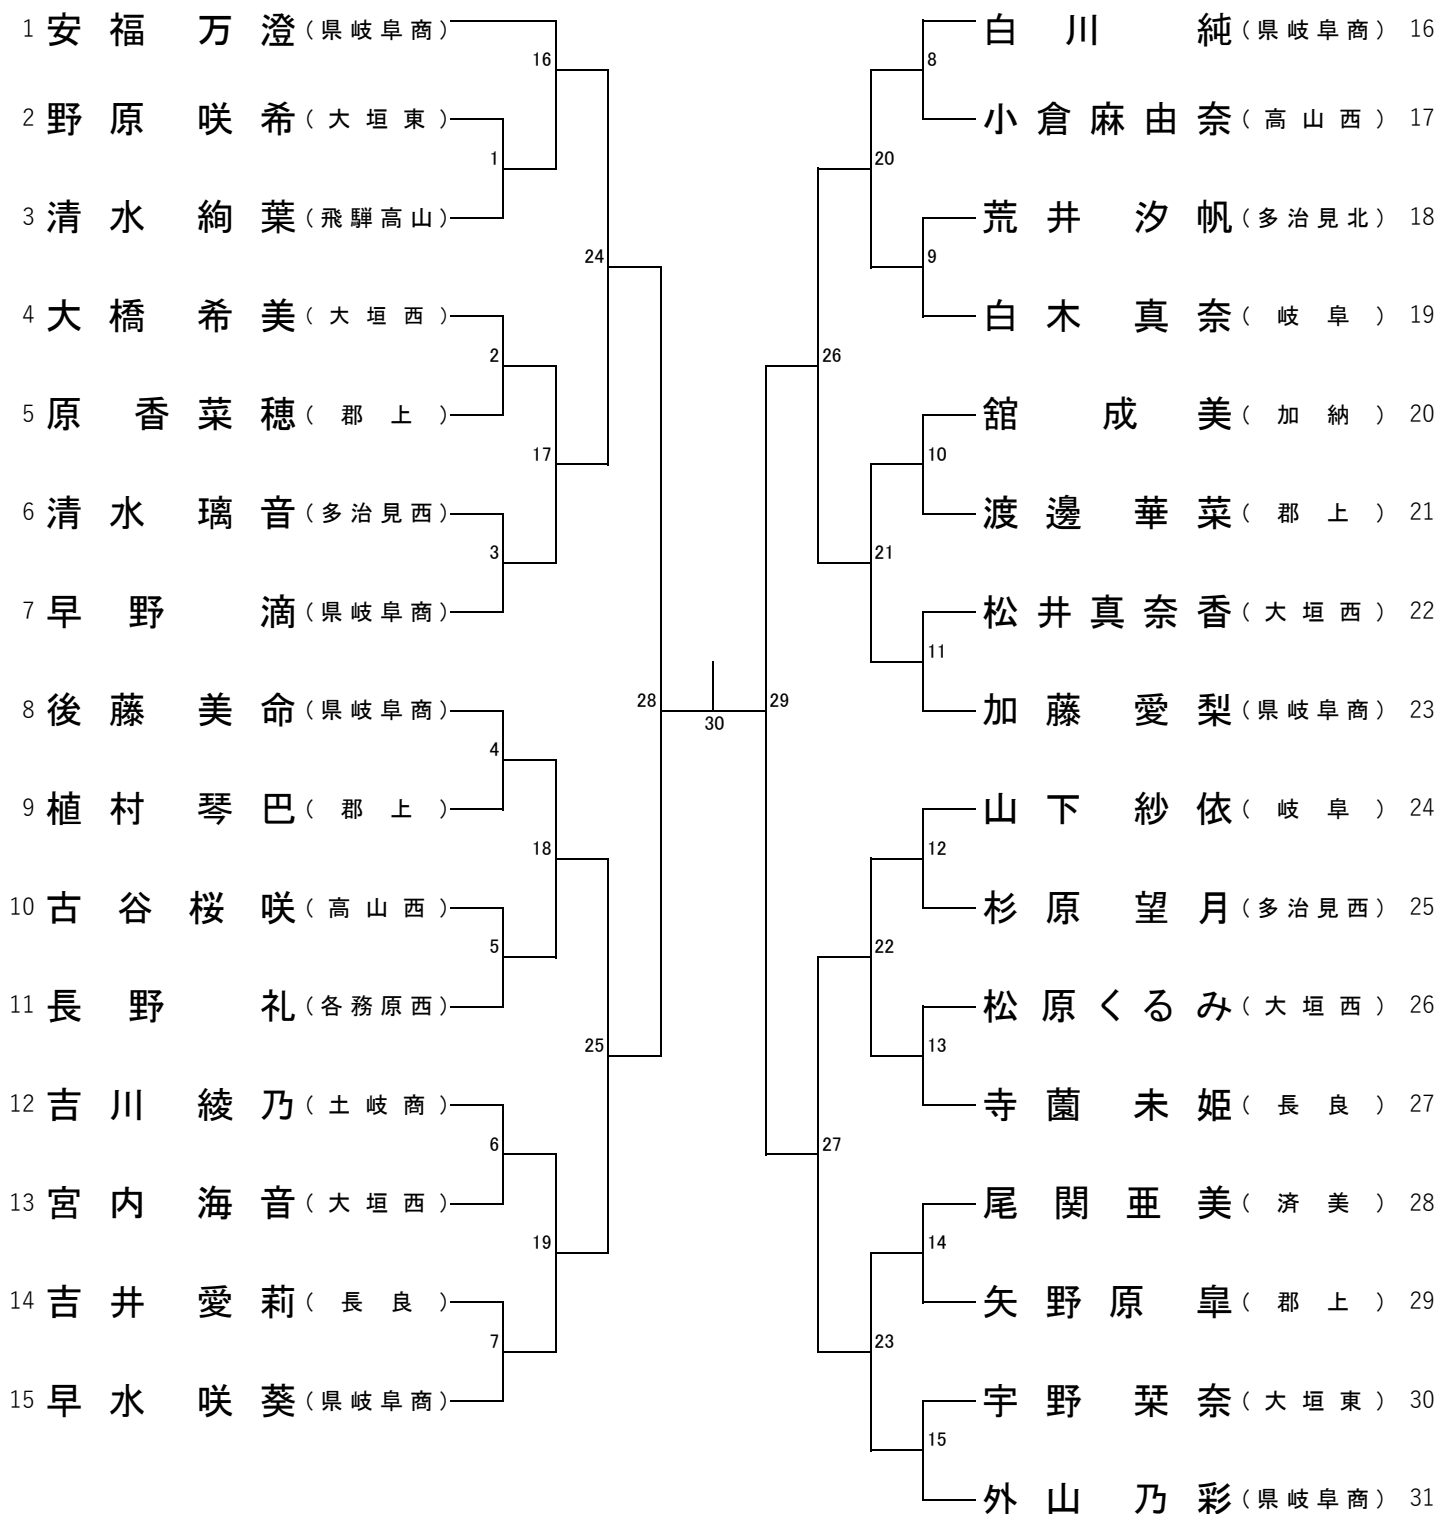 1 安福 万澄 (県岐阜商)
2 野原 咲希 (大垣東)
3 清水 絢葉 (飛騨高山)
4 大橋 希美 (大垣西)
5 原 香菜穂 (郡上)
6 清水 璃音 (多治見西)
7 早野 滴 (県岐阜商)
8 後藤 美命 (県岐阜商)
9 植村 琴巴 (郡上)
10 古谷 桜咲 (高山西)
11 長野 礼 (各務原西)
12 吉川 綾乃 (土岐商)
13 宮内 海音 (大垣西)
14 吉井 愛莉 (長良)
15 早水 咲葵 (県岐阜商)
1
2
3
4
5
6
7
16
17
18
19
24
25
28
30
29
26
27
20
21
22
23
8
9
10
11
12
13
14
15
白川 純 (県岐阜商) 16
小倉 麻由奈 (高山西) 17
荒井 汐帆 (多治見北) 18
白木 真奈 (岐阜) 19
舘 成美 (加納) 20
渡邊 華菜 (郡上) 21
松井 真奈香 (大垣西) 22
加藤 愛梨 (県岐阜商) 23
山下 紗依 (岐阜) 24
杉原 望月 (多治見西) 25
松原 くるみ (大垣西) 26
寺薗 未姫 (長良) 27
尾関 亜美 (済美) 28
矢野原 皐 (郡上) 29
宇野 栞奈 (大垣東) 30
外山 乃彩 (県岐阜商) 31